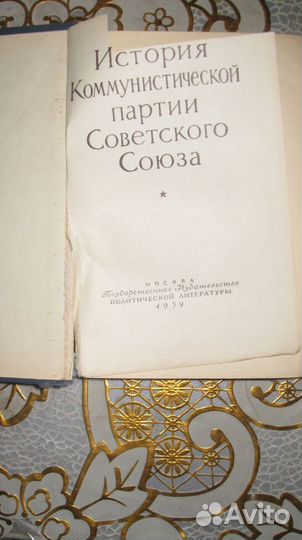 История
Коммунистической
партии
Советского
Союза
МОСКВА
Государственное Издательство
ПОЛИТИЧЕСКОЙ ЛИТЕРАТУРЫ
1959
Avito